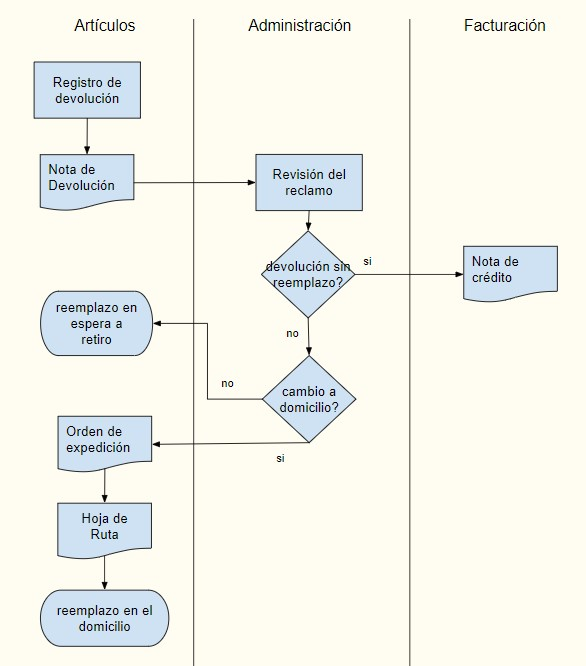 Artículos
Administración
Facturación
Registro de
devolución
Nota de
Devolución
Revisión del
reclamo
devolución sin
reemplazo?
si
Nota de
crédito
no
reemplazo en
espera a
retiro
cambio a
domicilio?
no
si
Orden de
expedición
Hoja de
Ruta
reemplazo en el
domicilio